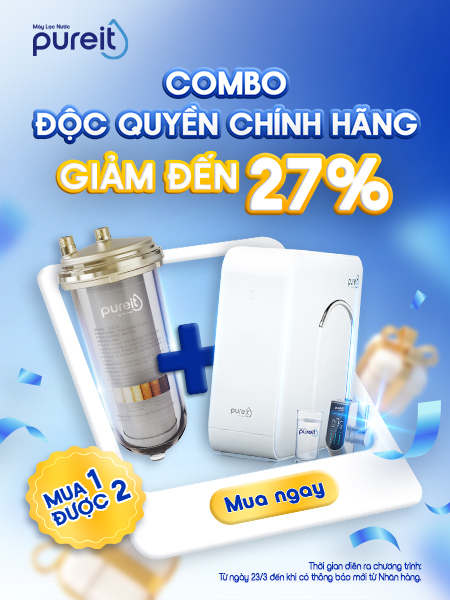 Máy Lọc Nước
pureit
COMBO
ĐỘC QUYỀN CHÍNH HÃNG
GIẢM ĐẾN 27%
pureit
pureit
pureit
pureit
MUA 1
ĐƯỢC 2
Mua ngay
Thời gian diễn ra chương trình:
Từ ngày 23/3 đến khi có thông báo mới từ Nhãn hàng.